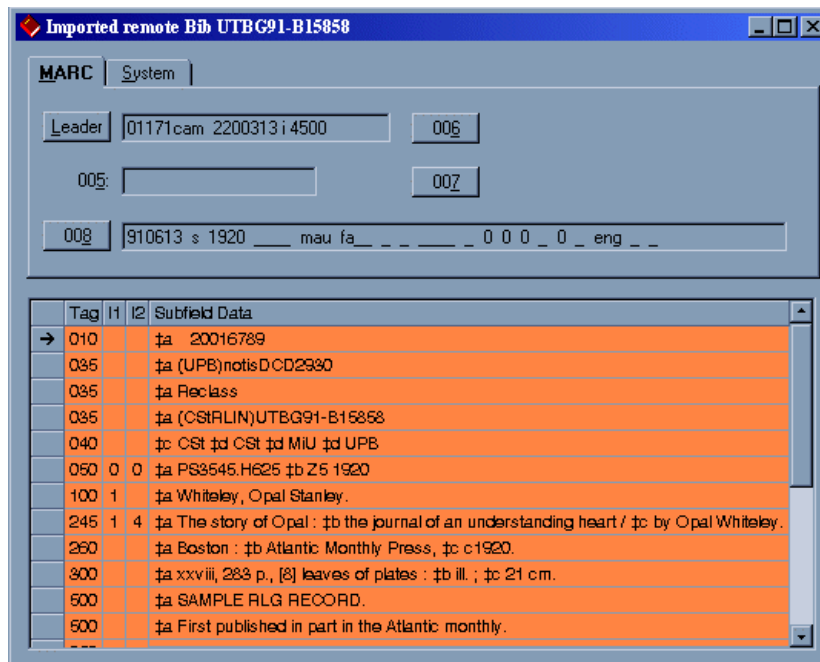 Imported remote Bib UTBG91-B15858
MARC System
Leader 01171cam 2200313 i 4500 006
005: 007
008 910613 s 1920 ____ mau fa__ _ _ ____ _ 0 0 0 _ 0 _ eng _ _
Tag I1 I2 Subfield Data
010 ‡a 20016789
035 ‡a (UPB)notisDCD2930
035 ‡a Reclass
035 ‡a (CStRLIN)UTBG91-B15858
040 ‡c CSt ‡d CSt ‡d MiU ‡d UPB
050 0 0 ‡a PS3545.H625 ‡b Z5 1920
100 1 ‡a Whiteley, Opal Stanley.
245 1 4 ‡a The story of Opal : ‡b the journal of an understanding heart / ‡c by Opal Whiteley.
260 ‡a Boston : ‡b Atlantic Monthly Press, ‡c c1920.
300 ‡a xxviii, 283 p., [8] leaves of plates : ‡b ill. ; ‡c 21 cm.
500 ‡a SAMPLE RLG RECORD.
500 ‡a First published in part in the Atlantic monthly.